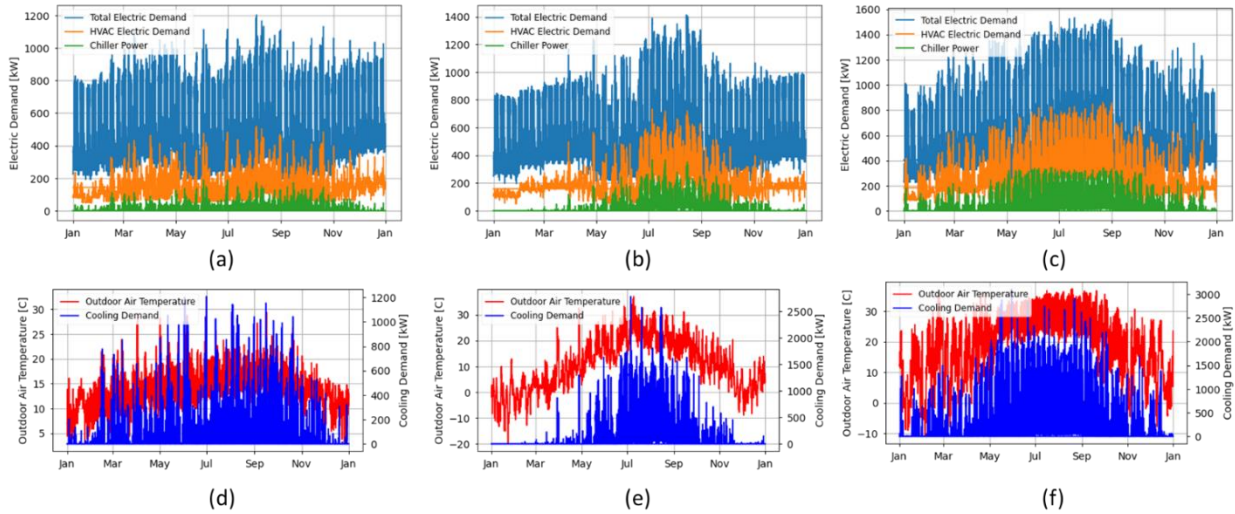 Total Electric Demand
HVAC Electric Demand
Chiller Power
Electric Demand [kW]
1200
1000
800
600
400
200
0
Jan Mar May Jul Sep Nov Jan
(a)
Total Electric Demand
HVAC Electric Demand
Chiller Power
Electric Demand [kW]
1400
1200
1000
800
600
400
200
0
Jan Mar May Jul Sep Nov Jan
(b)
Total Electric Demand
HVAC Electric Demand
Chiller Power
Electric Demand [kW]
1600
1400
1200
1000
800
600
400
200
0
Jan Mar May Jul Sep Nov Jan
(c)
Outdoor Air Temperature
Cooling Demand
Outdoor Air Temperature [C]
30
25
20
15
10
5
Cooling Demand [kW]
1200
1000
800
600
400
200
0
Jan Mar May Jul Sep Nov Jan
(d)
Outdoor Air Temperature
Cooling Demand
Outdoor Air Temperature [C]
30
20
10
0
−10
−20
Cooling Demand [kW]
2500
2000
1500
1000
500
0
Jan Mar May Jul Sep Nov Jan
(e)
Outdoor Air Temperature
Cooling Demand
Outdoor Air Temperature [C]
30
20
10
0
−10
Cooling Demand [kW]
3000
2500
2000
1500
1000
500
0
Jan Mar May Jul Sep Nov Jan
(f)